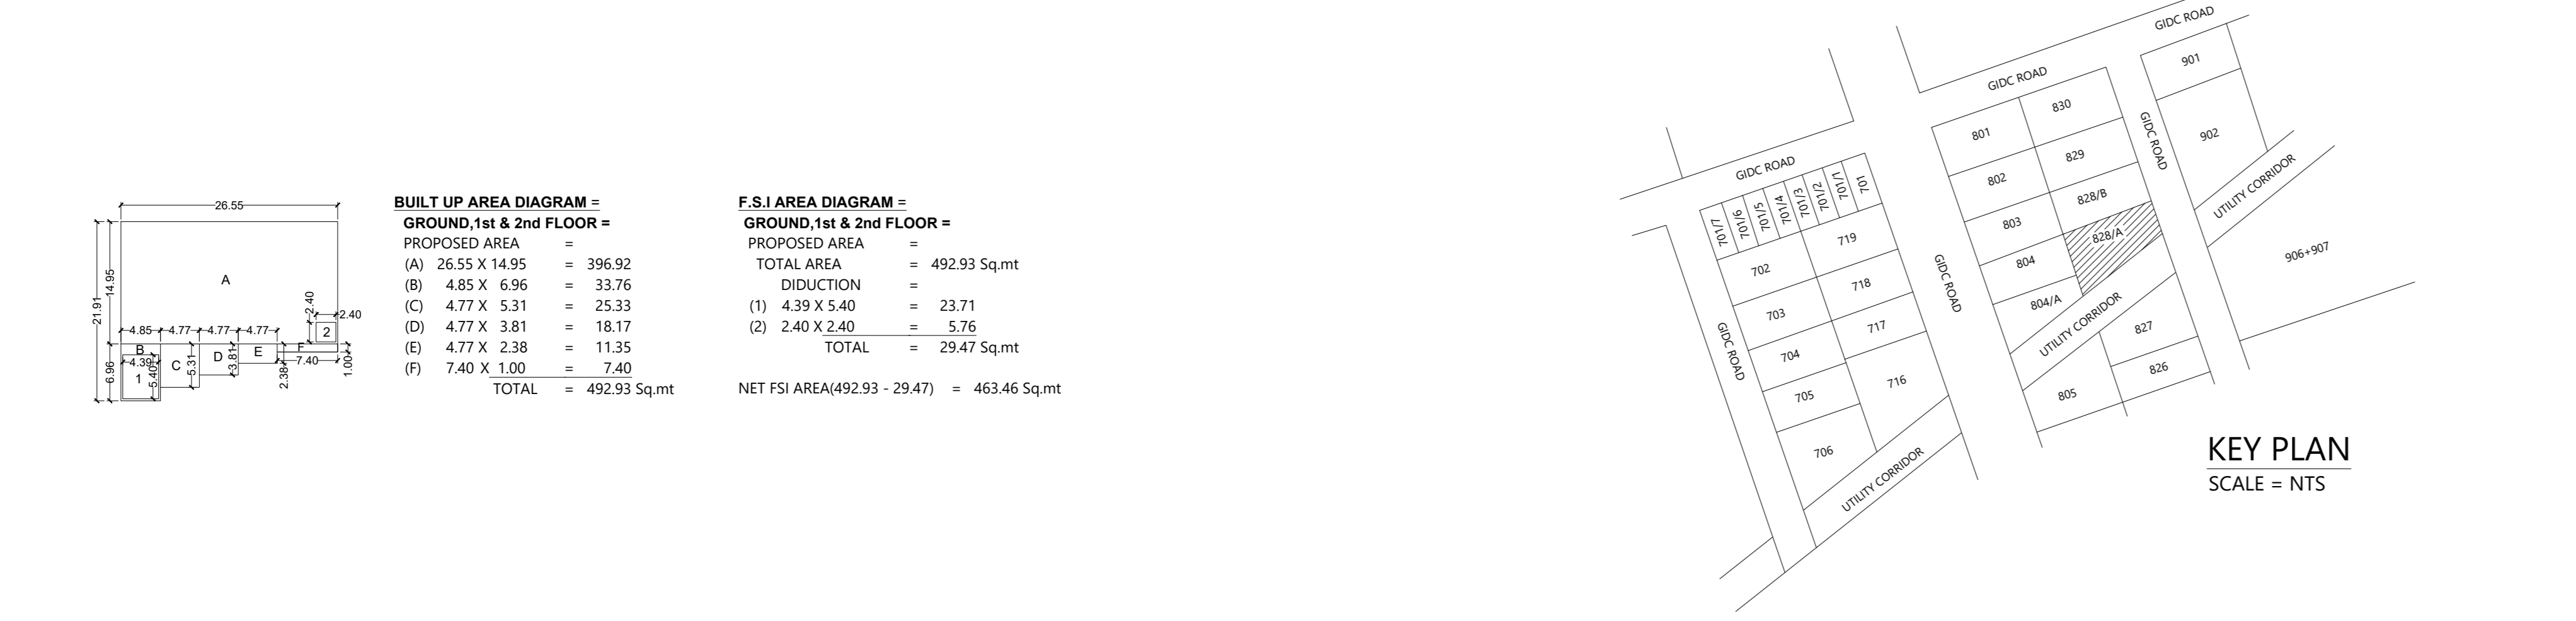 26.55
21.91
14.95
A
2.40
2.40
4.85 4.77 4.77 4.77
2
B
C
D
E
F
4.39
1
5.40
5.31
3.81
2.38
7.40
1.00
6.96
BUILT UP AREA DIAGRAM =
GROUND,1st & 2nd FLOOR =
PROPOSED AREA =
(A) 26.55 X 14.95 = 396.92
(B) 4.85 X 6.96 = 33.76
(C) 4.77 X 5.31 = 25.33
(D) 4.77 X 3.81 = 18.17
(E) 4.77 X 2.38 = 11.35
(F) 7.40 X 1.00 = 7.40
TOTAL = 492.93 Sq.mt
F.S.I AREA DIAGRAM =
GROUND,1st & 2nd FLOOR =
PROPOSED AREA =
TOTAL AREA = 492.93 Sq.mt
DIDUCTION =
(1) 4.39 X 5.40 = 23.71
(2) 2.40 X 2.40 = 5.76
TOTAL = 29.47 Sq.mt
NET FSI AREA(492.93 - 29.47) = 463.46 Sq.mt
GIDC ROAD
701/7
701/6
701/5
701/4
701/3
701/2
701/1
701
702
719
703
718
704
717
705
716
706
GIDC ROAD
UTILITY CORRIDOR
GIDC ROAD
GIDC ROAD
801
830
802
829
803
828/B
804
828/A
804/A
UTILITY CORRIDOR
827
805
826
GIDC ROAD
GIDC ROAD
901
902
UTILITY CORRIDOR
906+907
KEY PLAN
SCALE = NTS